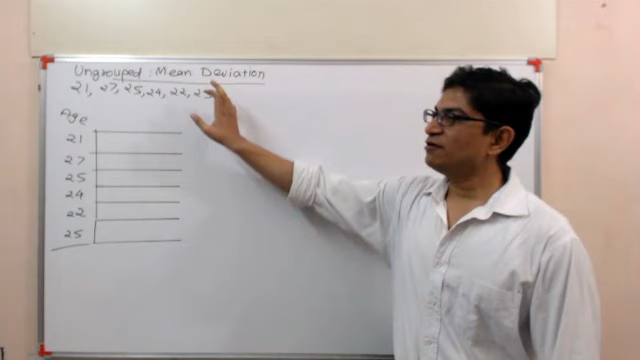 Ungrouped : Mean Deviation
21, 27, 25, 24, 22, 25
Age
21
27
25
24
22
25